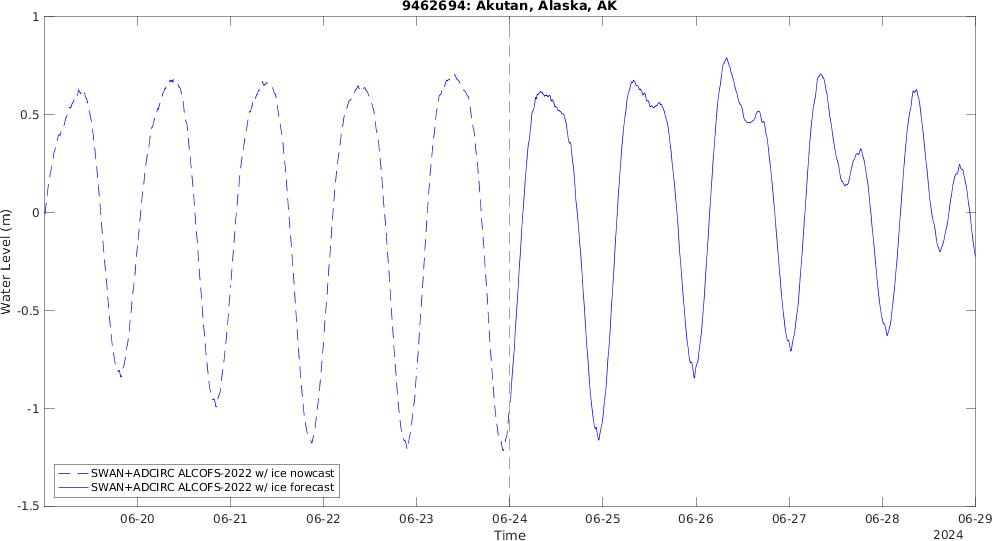 9462694: Akutan, Alaska, AK
1
0.5
0
-0.5
-1
-1.5
Water Level (m)
SWAN+ADCIRC ALCOFS-2022 w/ ice nowcast
SWAN+ADCIRC ALCOFS-2022 w/ ice forecast
06-20 06-21 06-22 06-23 06-24 06-25 06-26 06-27 06-28 06-29
Time
2024